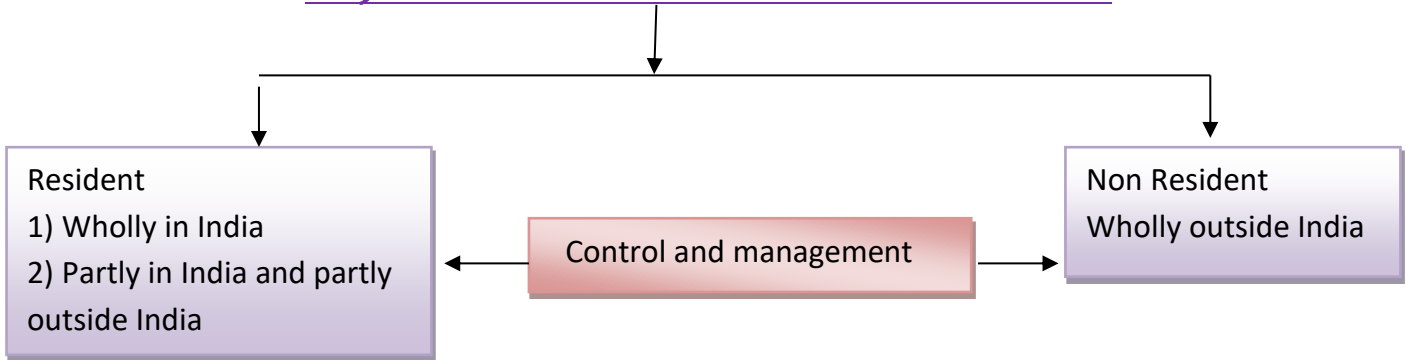 Resident
1) Wholly in India
2) Partly in India and partly
outside India
Control and management
Non Resident
Wholly outside India